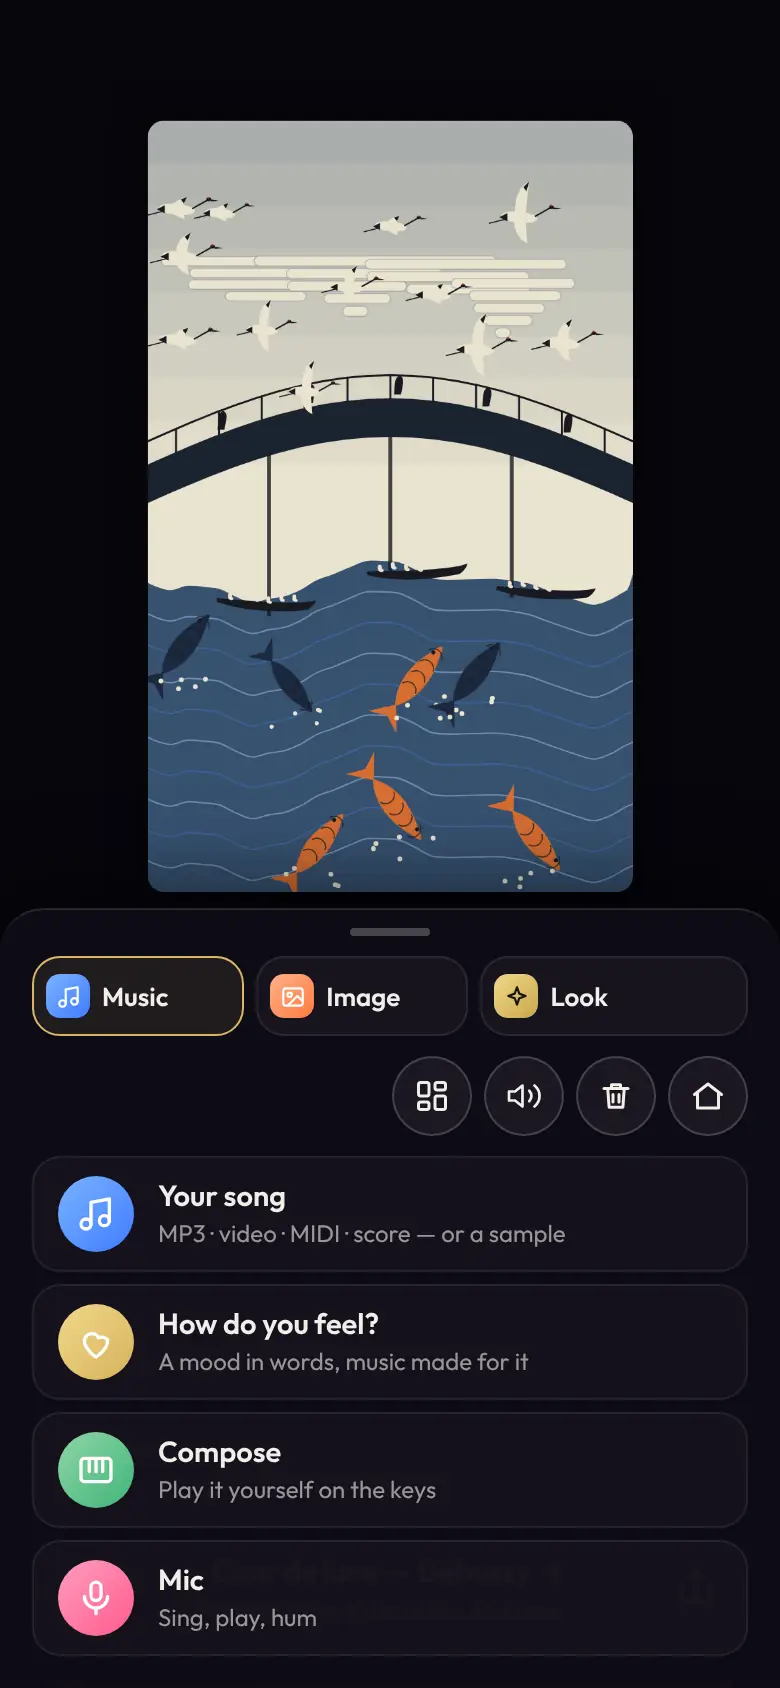 Music
Image
Look
Your song
MP3 · video · MIDI · score — or a sample
How do you feel?
A mood in words, music made for it
Compose
Play it yourself on the keys
Mic
Sing, play, hum